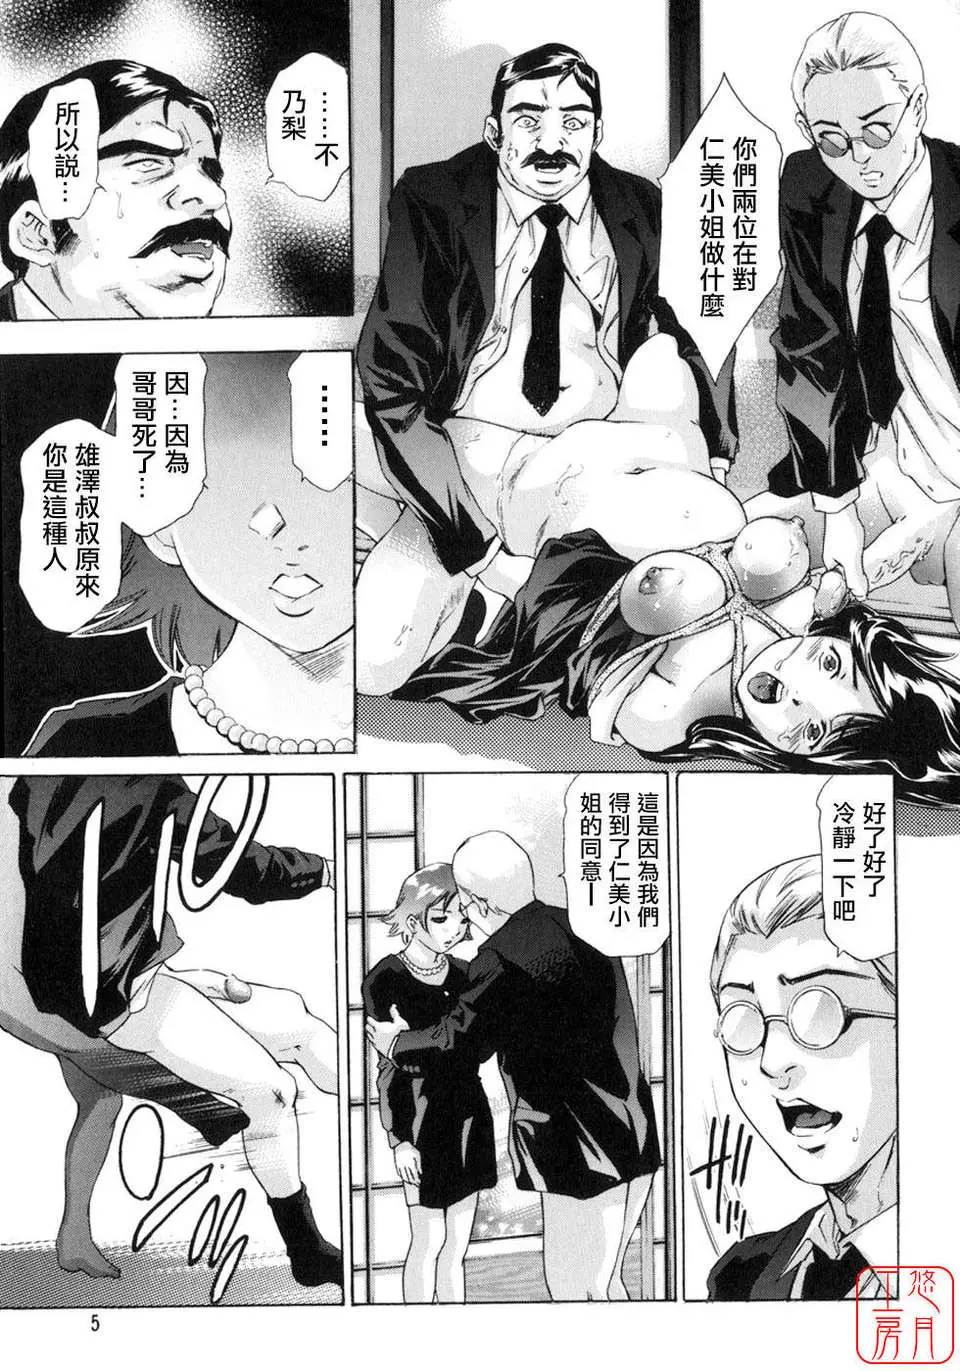 你們兩位在對
仁美小姐做什麼
……不
乃梨
所以説…
……
因…因為
哥哥死了…
雄澤叔叔原來
你是這種人
好了好了
冷靜一下吧
這是因為我們
得到了仁美小
姐的同意ー
5
悠月
工房